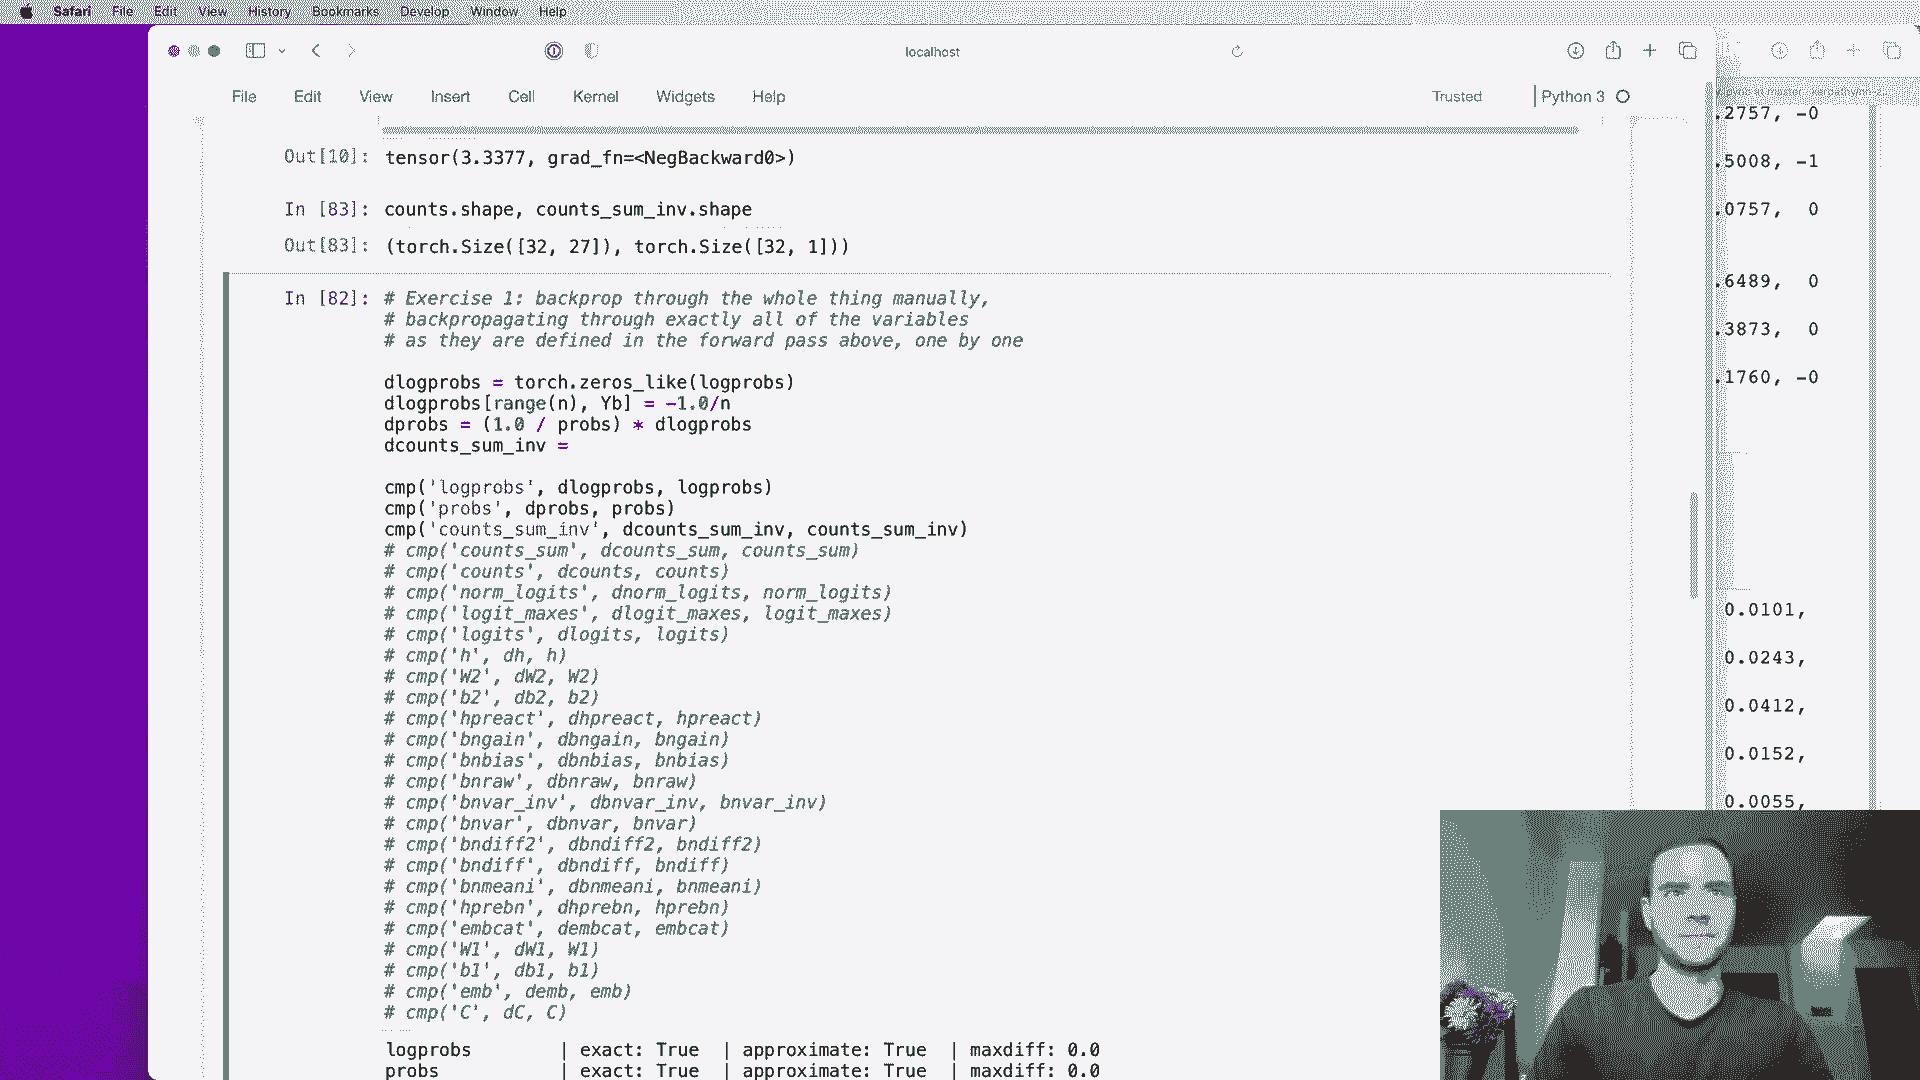 Safari File Edit View History Bookmarks Develop Window Help
localhost
File Edit View Insert Cell Kernel Widgets Help Trusted Python 3
Out[10]: tensor(3.3377, grad_fn=<NegBackward0>)
In [83]: counts.shape, counts_sum_inv.shape
Out[83]: (torch.Size([32, 27]), torch.Size([32, 1]))
In [82]: # Exercise 1: backprop through the whole thing manually,
# backpropagating through exactly all of the variables
# as they are defined in the forward pass above, one by one
dlogprobs = torch.zeros_like(logprobs)
dlogprobs[range(n), Yb] = -1.0/n
dprobs = (1.0 / probs) * dlogprobs
dcounts_sum_inv =
cmp('logprobs', dlogprobs, logprobs)
cmp('probs', dprobs, probs)
cmp('counts_sum_inv', dcounts_sum_inv, counts_sum_inv)
# cmp('counts_sum', dcounts_sum, counts_sum)
# cmp('counts', dcounts, counts)
# cmp('norm_logits', dnorm_logits, norm_logits)
# cmp('logit_maxes', dlogit_maxes, logit_maxes)
# cmp('logits', dlogits, logits)
# cmp('h', dh, h)
# cmp('W2', dW2, W2)
# cmp('b2', db2, b2)
# cmp('hpreact', dhpreact, hpreact)
# cmp('bngain', dbngain, bngain)
# cmp('bnbias', dbnbias, bnbias)
# cmp('bnraw', dbnraw, bnraw)
# cmp('bnvar_inv', dbnvar_inv, bnvar_inv)
# cmp('bnvar', dbnvar, bnvar)
# cmp('bndiff2', dbndiff2, bndiff2)
# cmp('bndiff', dbndiff, bndiff)
# cmp('bnmeani', dbnmeani, bnmeani)
# cmp('hprebn', dhprebn, hprebn)
# cmp('embcat', dembcat, embcat)
# cmp('W1', dW1, W1)
# cmp('b1', db1, b1)
# cmp('emb', demb, emb)
# cmp('C', dC, C)
logprobs | exact: True | approximate: True | maxdiff: 0.0
probs | exact: True | approximate: True | maxdiff: 0.0
.2757, -0
.5008, -1
.0757, 0
.6489, 0
.3873, 0
.1760, -0
0.0101,
0.0243,
0.0412,
0.0152,
0.0055,